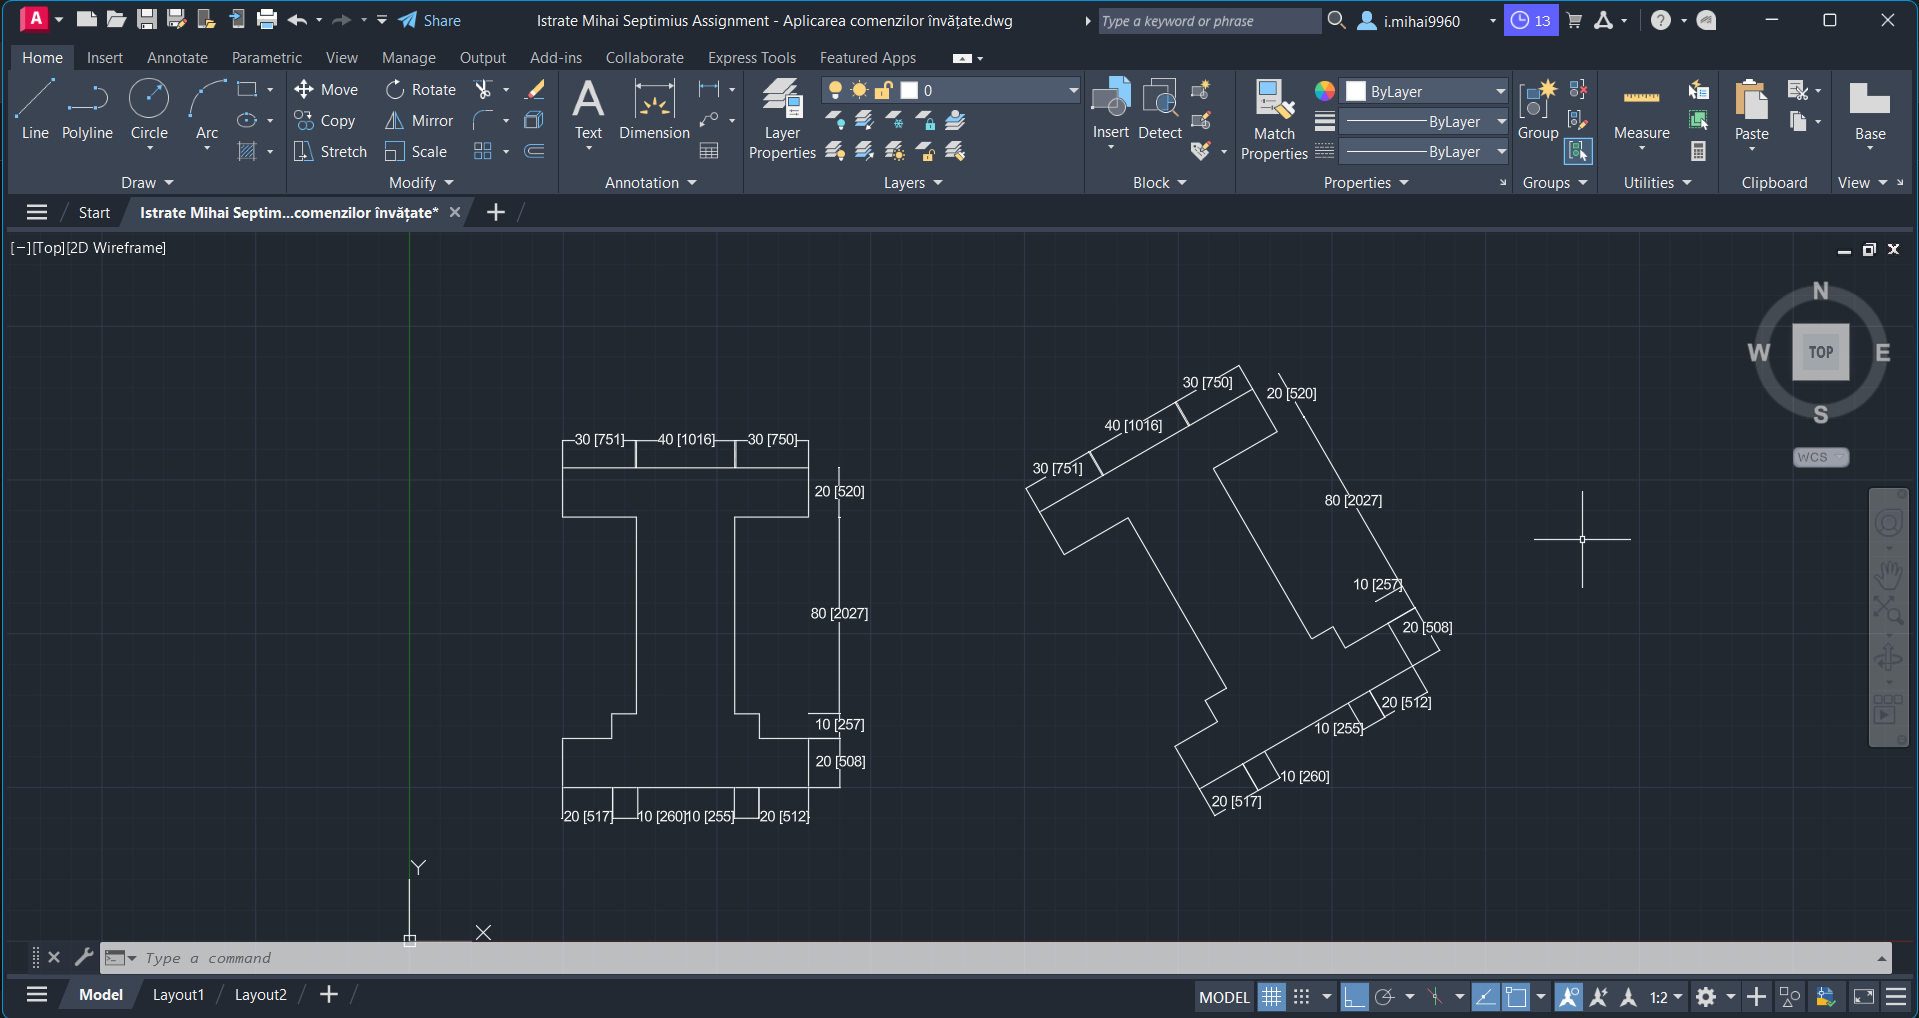 A Share Istrate Mihai Septimius Assignment - Aplicarea comenzilor învățate.dwg Type a keyword or phrase i.mihai9960 13
Home Insert Annotate Parametric View Manage Output Add-ins Collaborate Express Tools Featured Apps
Line Polyline Circle Arc
Draw
Move Rotate
Copy Mirror
Stretch Scale
Modify
Text Dimension
Annotation
Layer Properties
0
Layers
Insert Detect
Block
Match Properties
ByLayer
ByLayer
ByLayer
Properties
Group
Groups
Measure
Utilities
Paste
Clipboard
Base
View
Start Istrate Mihai Septim...comenzilor învățate*
[−][Top][2D Wireframe]
N
W TOP E
S
WCS
30 [751] 40 [1016] 30 [750]
20 [520]
80 [2027]
10 [257]
20 [508]
20 [517] 10 [260] 10 [255] 20 [512]
30 [750]
20 [520]
40 [1016]
30 [751]
80 [2027]
10 [257]
20 [508]
20 [512]
10 [255]
10 [260]
20 [517]
Y
X
Type a command
Model Layout1 Layout2
MODEL 1:2